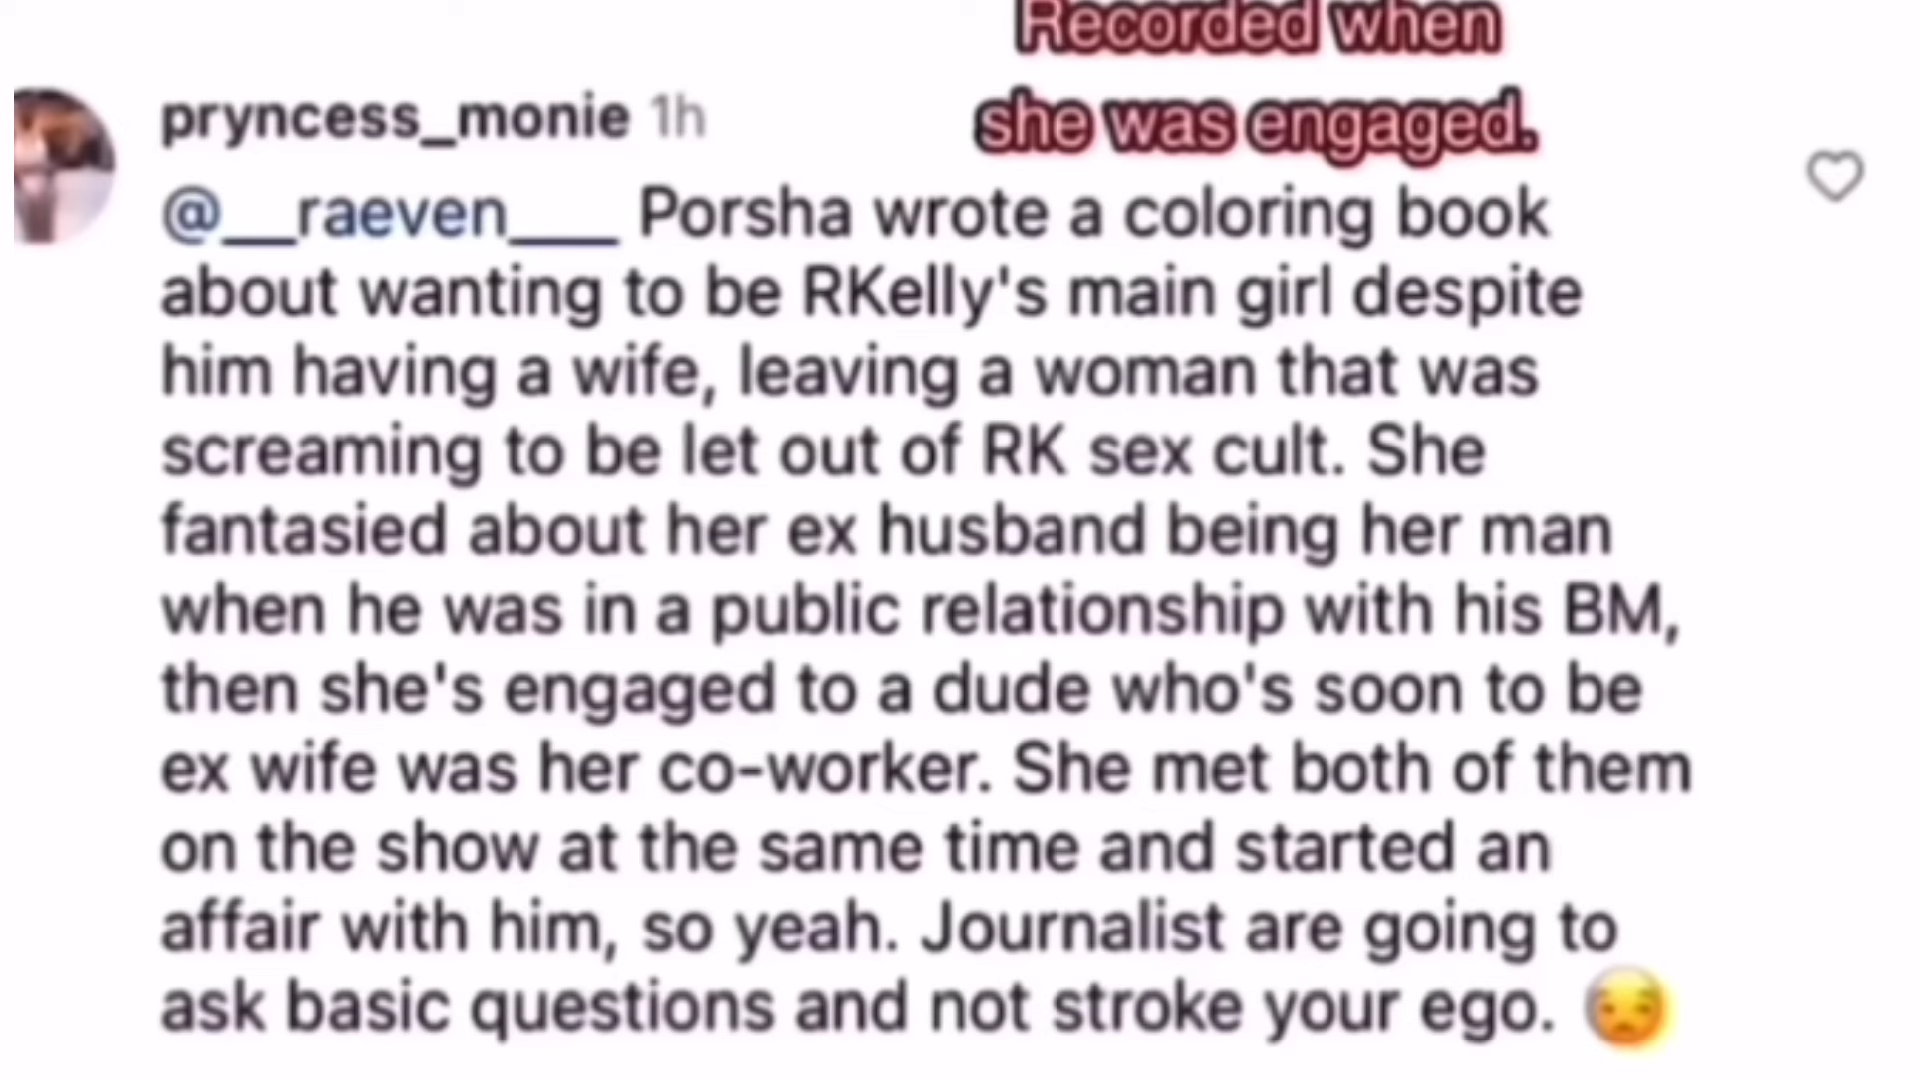 Recorded when
she was engaged.
pryncess_monie 1h
@__raeven___ Porsha wrote a coloring book
about wanting to be RKelly's main girl despite
him having a wife, leaving a woman that was
screaming to be let out of RK sex cult. She
fantasied about her ex husband being her man
when he was in a public relationship with his BM,
then she's engaged to a dude who's soon to be
ex wife was her co-worker. She met both of them
on the show at the same time and started an
affair with him, so yeah. Journalist are going to
ask basic questions and not stroke your ego. 😒